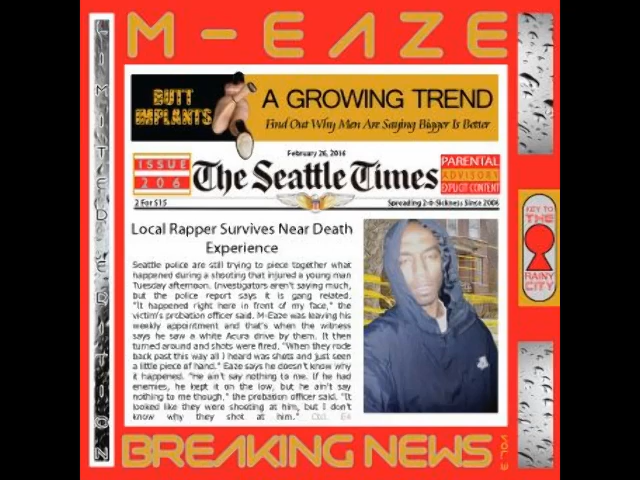 M-EAZE
LIMITED EDITION
BUTT
IMPLANTS
A GROWING TREND
Find Out Why Men Are Saying Bigger Is Better
February 26, 2016
ISSUE
206
The Seattle Times
PARENTAL
ADVISORY
EXPLICIT CONTENT
2 For $15
Spreading 2-6-Sickness Since 2006
Local Rapper Survives Near Death
Experience
Seattle police are still trying to piece together what
happened during a shooting that injured a young man
Tuesday afternoon. Investigators aren't saying much,
but the police report says it is gang related.
"It happened right here in front of my face," the
victim's probation officer said. M-Eaze was leaving his
weekly appointment and that's when the witness
says he saw a white Acura drive by them. It then
turned around and shots were fired. "When they rode
back past this way all I heard was shots and just seen
a little piece of hand." Eaze says he doesn't know why
it happened. "He ain't say nothing to me. If he had
enemies, he kept it on the low, but he ain't say
nothing to me though," the probation officer said. "It
looked like they were shooting at him, but I don't
know why they shot at him."
KEY TO
THE
RAINY
CITY
BREAKING NEWS
VOL. 3